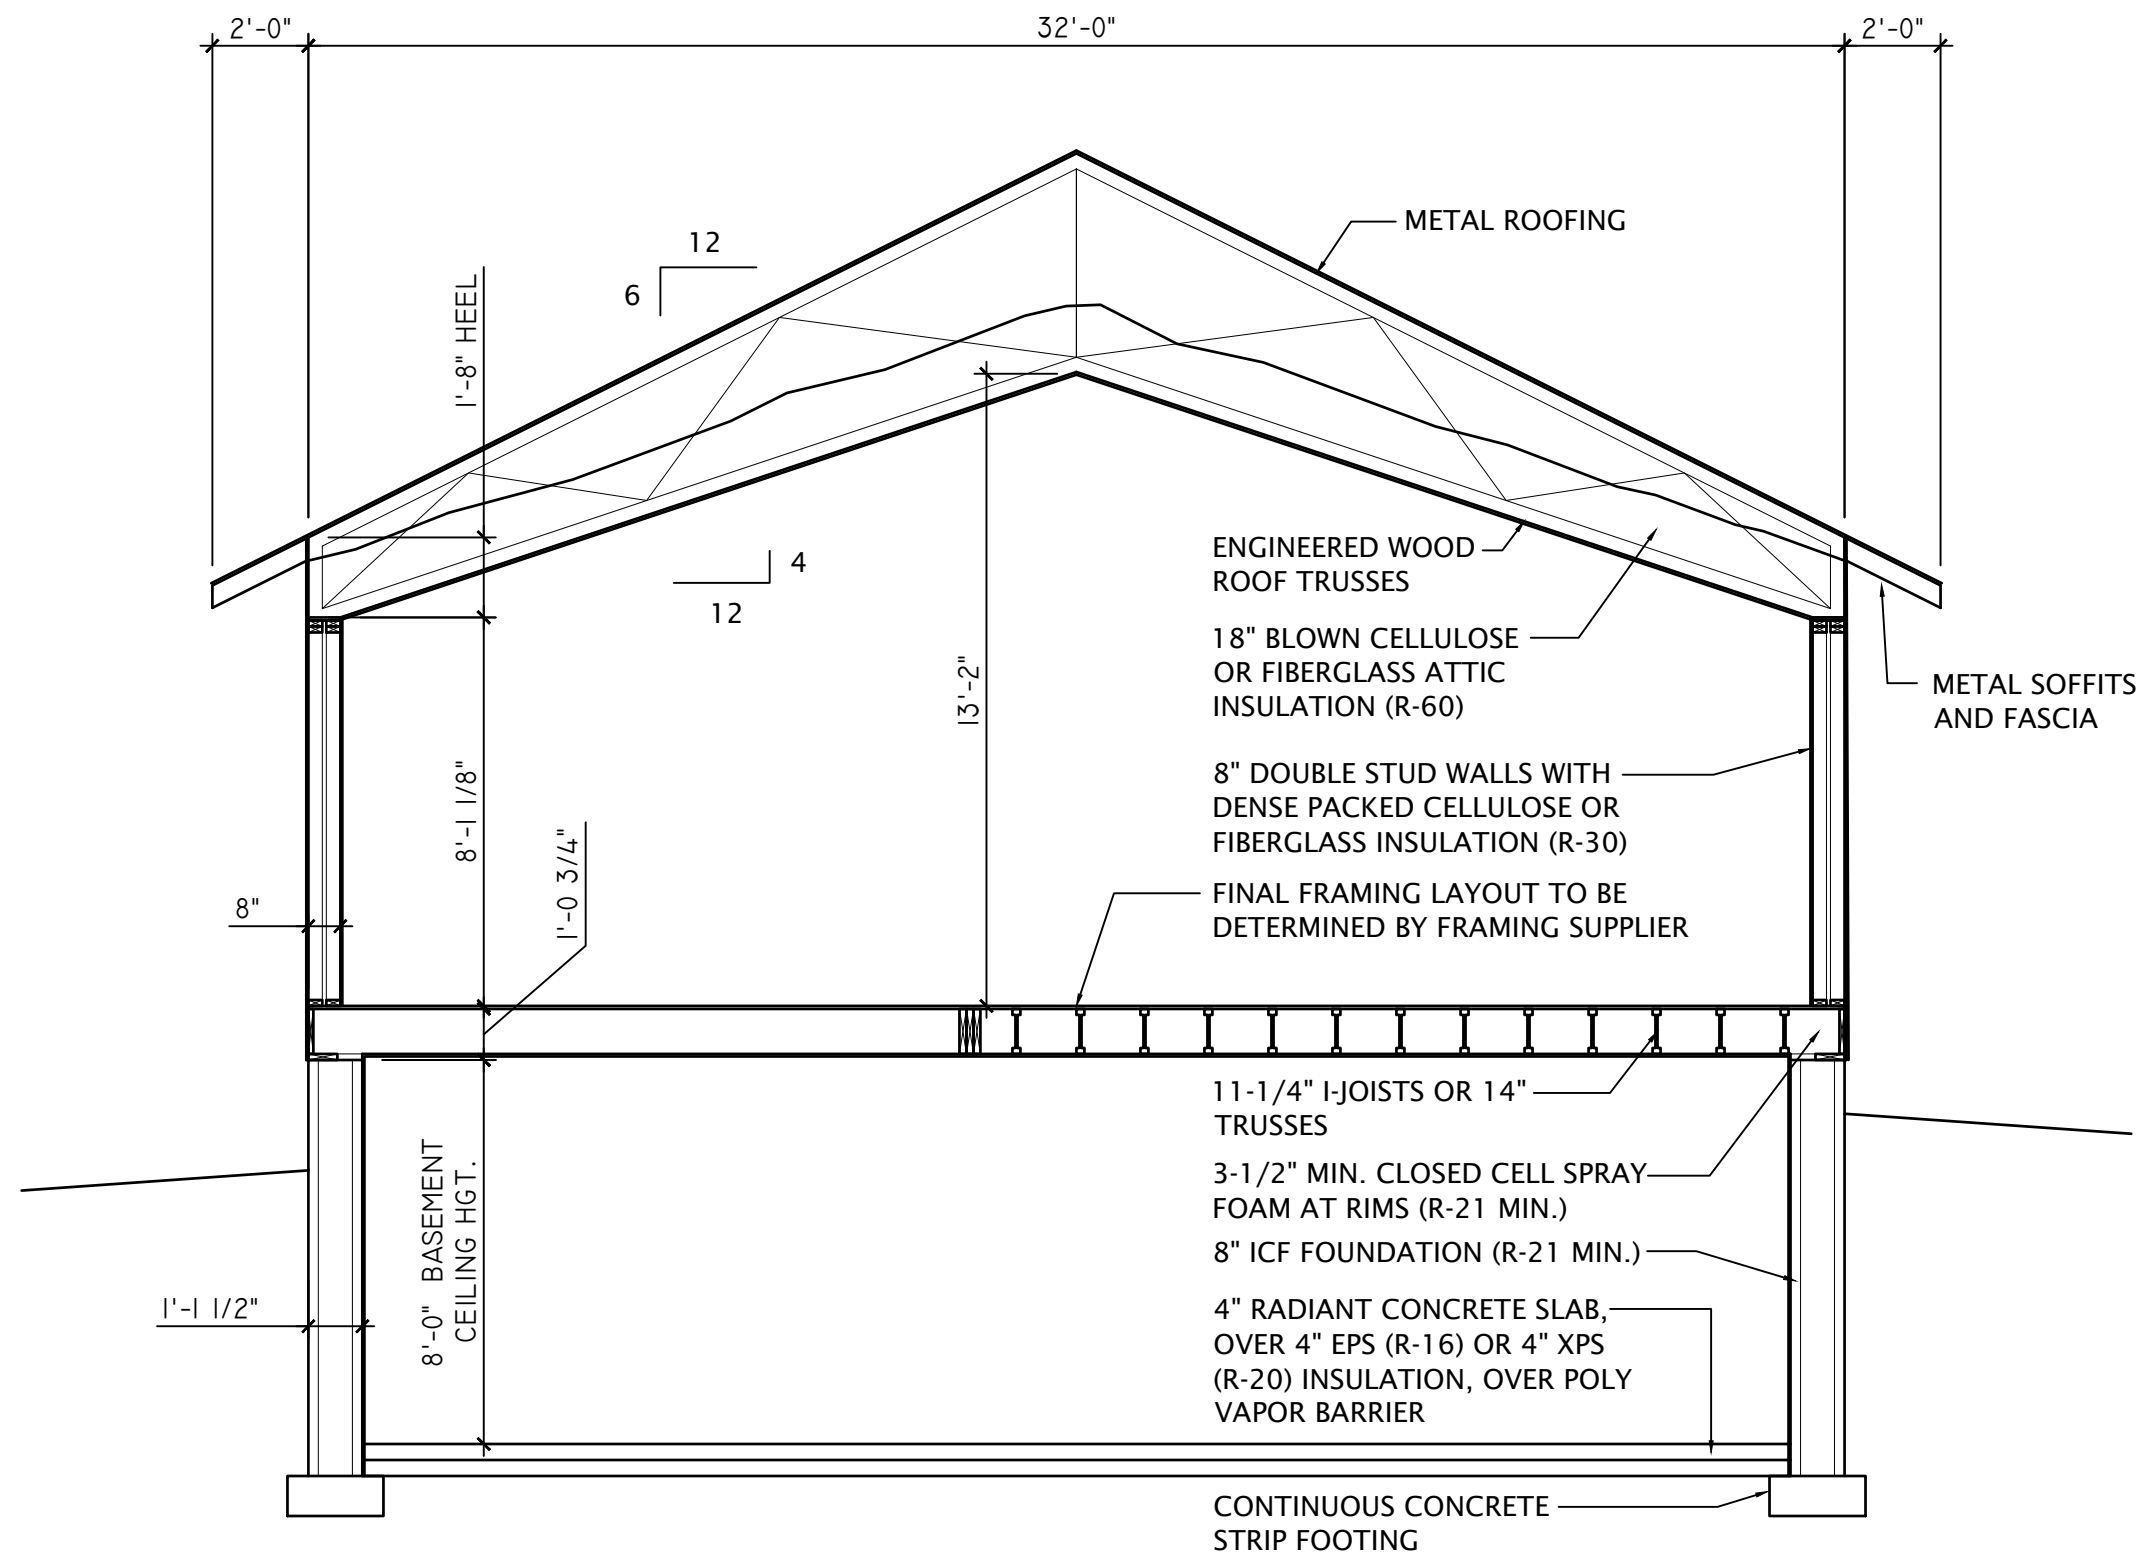 2'-0"
32'-0"
2'-0"
METAL ROOFING
12
6
1'-8" HEEL
4
12
ENGINEERED WOOD
ROOF TRUSSES
18" BLOWN CELLULOSE
OR FIBERGLASS ATTIC
INSULATION (R-60)
METAL SOFFITS
AND FASCIA
13'-2"
8'-1 1/8"
1'-0 3/4"
8"
8" DOUBLE STUD WALLS WITH
DENSE PACKED CELLULOSE OR
FIBERGLASS INSULATION (R-30)
FINAL FRAMING LAYOUT TO BE
DETERMINED BY FRAMING SUPPLIER
11-1/4" I-JOISTS OR 14"
TRUSSES
3-1/2" MIN. CLOSED CELL SPRAY
FOAM AT RIMS (R-21 MIN.)
8'-0" BASEMENT
CEILING HGT.
8" ICF FOUNDATION (R-21 MIN.)
1'-1 1/2"
4" RADIANT CONCRETE SLAB,
OVER 4" EPS (R-16) OR 4" XPS
(R-20) INSULATION, OVER POLY
VAPOR BARRIER
CONTINUOUS CONCRETE
STRIP FOOTING